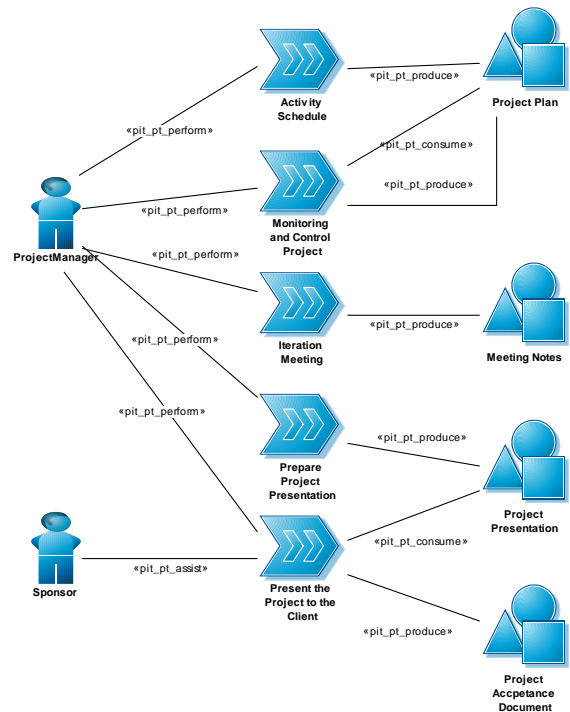 «pit_pt_produce»
Activity
Schedule
Project Plan
«pit_pt_perform»
«pit_pt_consume»
«pit_pt_produce»
«pit_pt_perform»
Monitoring
and Control
Project
ProjectManager
«pit_pt_perform»
«pit_pt_produce»
Iteration
Meeting
Meeting Notes
«pit_pt_perform»
«pit_pt_perform»
«pit_pt_produce»
Prepare
Project
Presentation
Project
Presentation
«pit_pt_consume»
«pit_pt_assist»
Sponsor
Present the
Project to the
Client
«pit_pt_produce»
Project
Accpetance
Document